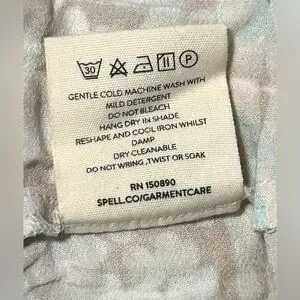 30 P
GENTLE COLD MACHINE WASH WITH
MILD DETERGENT
DO NOT BLEACH
HANG DRY IN SHADE
RESHAPE AND COOL IRON WHILST
DAMP
DRY CLEANABLE
DO NOT WRING ,TWIST OR SOAK
RN 150890
SPELL.CO/GARMENTCARE